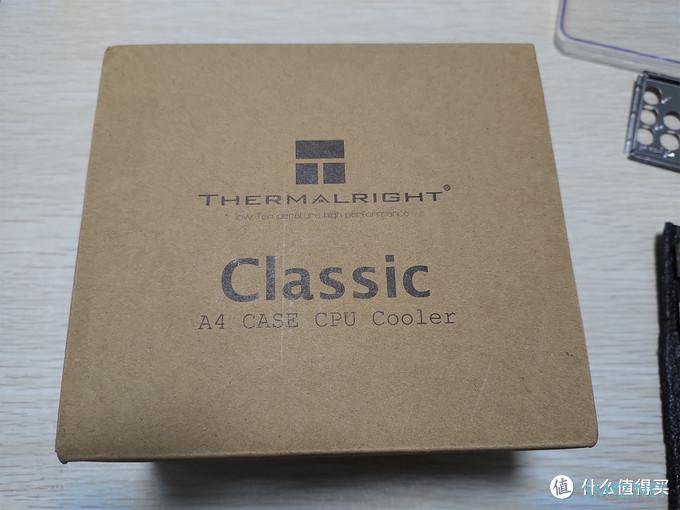 THERMALRIGHT®
* low Temperature high performance
Classic
A4 CASE CPU Cooler
值 什么值得买